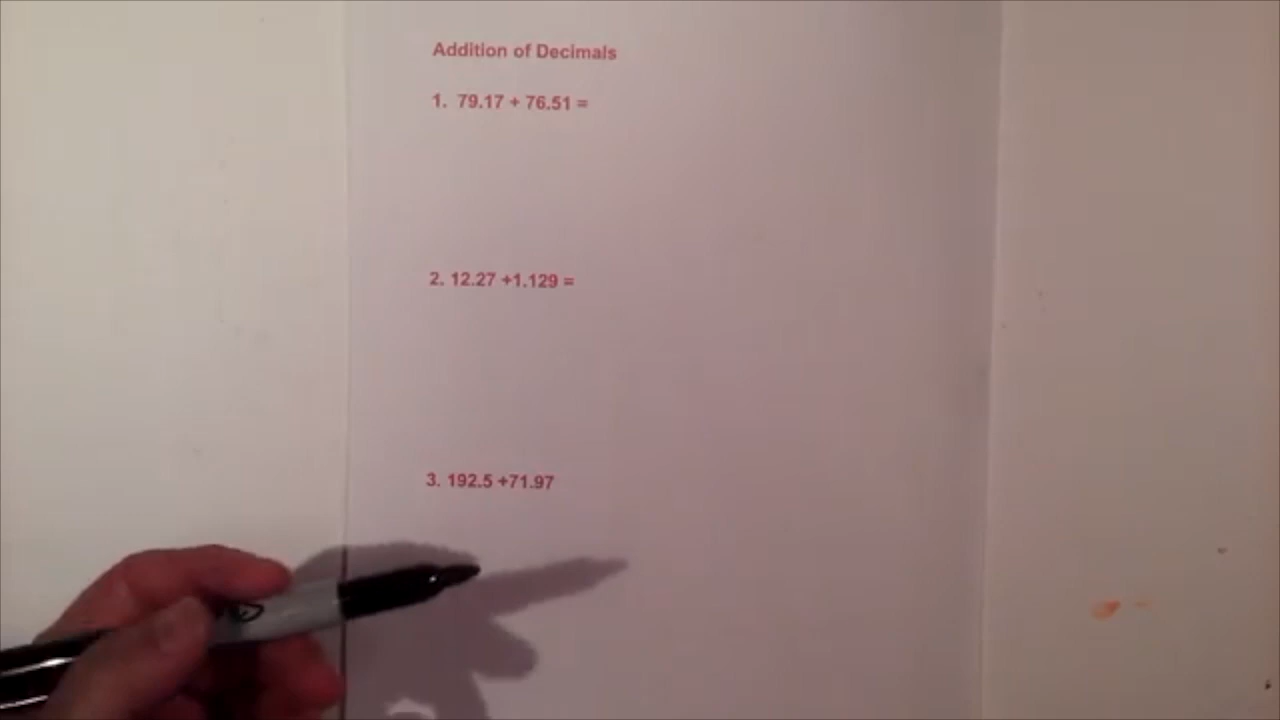 Addition of Decimals
1. 79.17 + 76.51 =
2. 12.27 +1.129 =
3. 192.5 +71.97